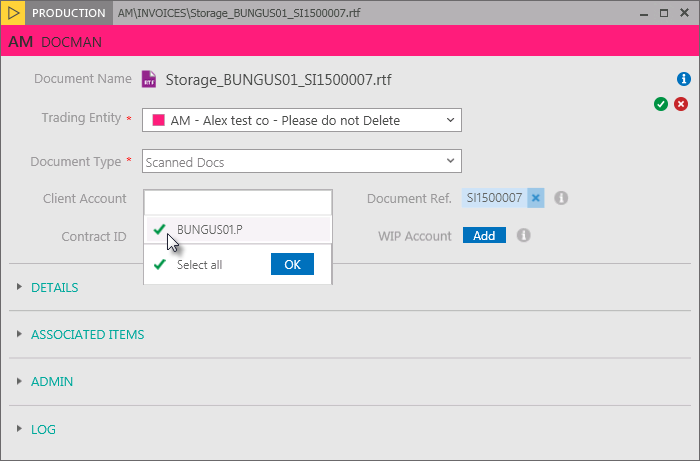 PRODUCTION AM\INVOICES\Storage_BUNGUS01_SI1500007.rtf
AM DOCMAN
Document Name RTF Storage_BUNGUS01_SI1500007.rtf
Trading Entity * AM - Alex test co - Please do not Delete
Document Type * Scanned Docs
Client Account Document Ref. SI1500007
BUNGUS01.P
Contract ID WIP Account Add
Select all OK
DETAILS
ASSOCIATED ITEMS
ADMIN
LOG